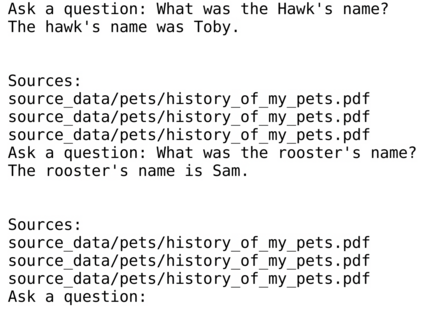 Ask a question: What was the Hawk's name?
The hawk's name was Toby.
Sources:
source_data/pets/history_of_my_pets.pdf
source_data/pets/history_of_my_pets.pdf
source_data/pets/history_of_my_pets.pdf
Ask a question: What was the rooster's name?
The rooster's name is Sam.
Sources:
source_data/pets/history_of_my_pets.pdf
source_data/pets/history_of_my_pets.pdf
source_data/pets/history_of_my_pets.pdf
Ask a question: